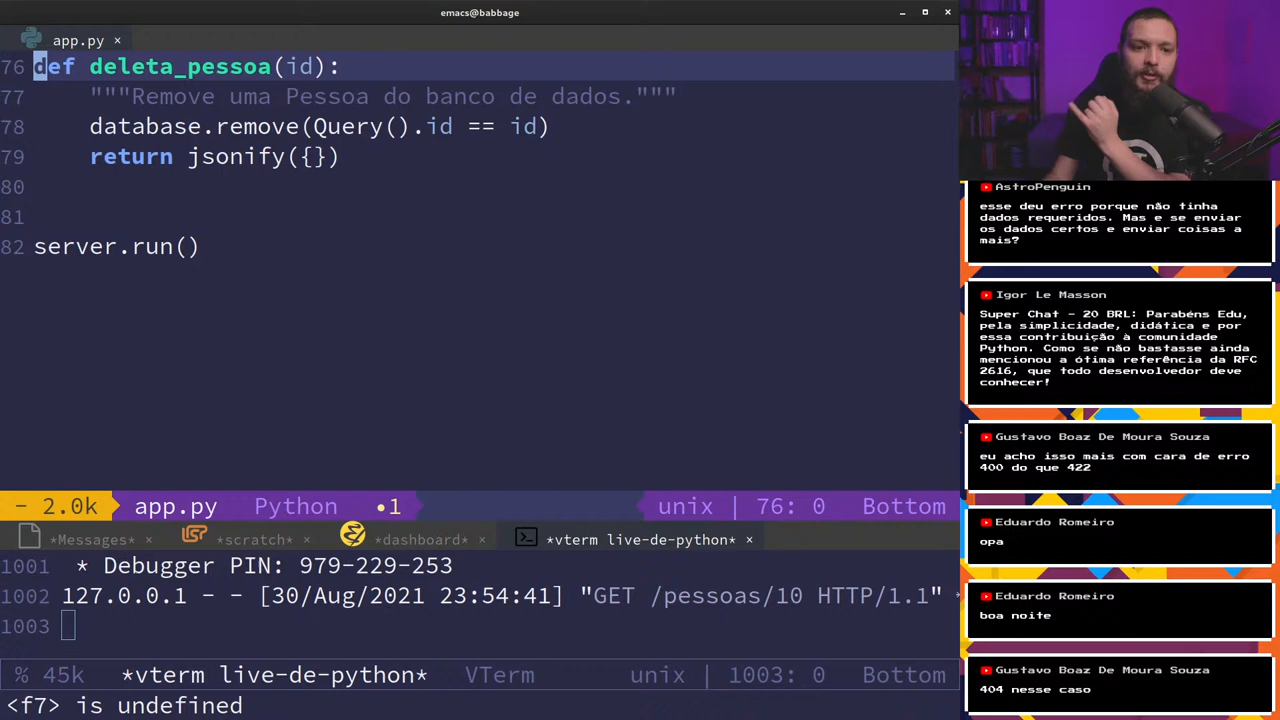 emacs@babbage
app.py ×
76 def deleta_pessoa(id):
77 """Remove uma Pessoa do banco de dados."""
78 database.remove(Query().id == id)
79 return jsonify({})
80
81
82 server.run()
- 2.0k app.py Python •1 unix | 76: 0 Bottom
*Messages* × *scratch* × *dashboard* × *vterm live-de-python* ×
1001 * Debugger PIN: 979-229-253
1002 127.0.0.1 - - [30/Aug/2021 23:54:41] "GET /pessoas/10 HTTP/1.1"
1003
% 45k *vterm live-de-python* VTerm unix | 1003: 0 Bottom
<f7> is undefined
AstroPenguin
esse deu erro porque não tinha
dados requeridos. Mas e se enviar
os dados certos e enviar coisas a
mais?
Igor Le Masson
Super Chat - 20 BRL: Parabéns Edu,
pela simplicidade, didática e por
essa contribuição à comunidade
Python. Como se não bastasse ainda
mencionou a ótima referência da RFC
2616, que todo desenvolvedor deve
conhecer!
Gustavo Boaz De Moura Souza
eu acho isso mais com cara de erro
400 do que 422
Eduardo Romeiro
opa
Eduardo Romeiro
boa noite
Gustavo Boaz De Moura Souza
404 nesse caso